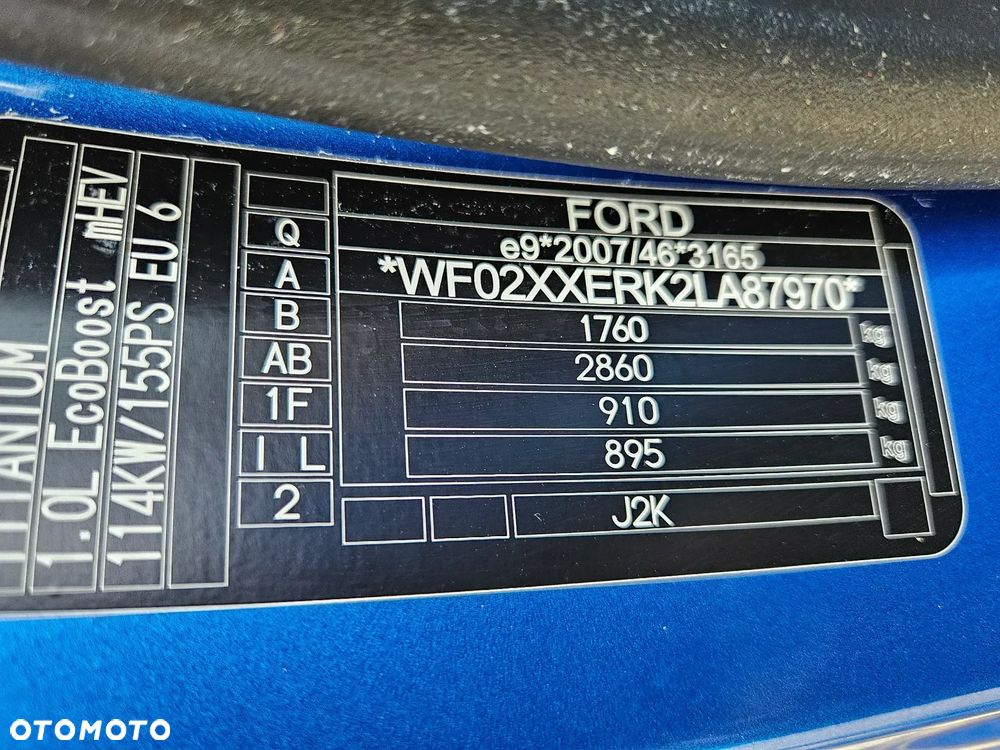 FORD
e9*2007/46*3165
*WF02XXERK2LA87970*
1760 kg
2860 kg
910 kg
895 kg
J2K
Q
A
B
AB
1F
I L
2
TITANIUM
1.0L EcoBoost mHEV
114KW/155PS EU 6
OTOMOTO